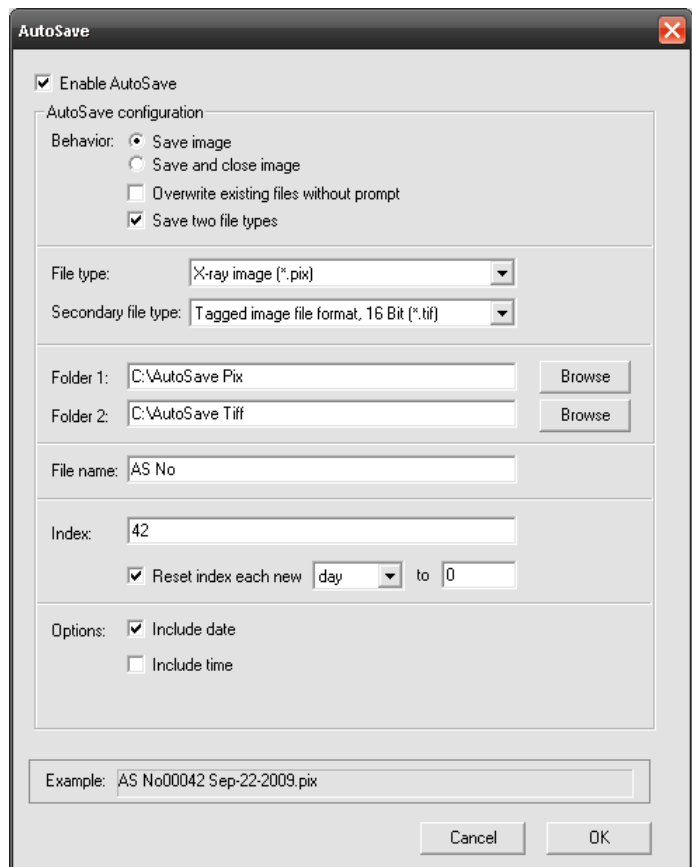 AutoSave
Enable AutoSave
AutoSave configuration
Behavior: Save image
Save and close image
Overwrite existing files without prompt
Save two file types
File type: X-ray image (*.pix)
Secondary file type: Tagged image file format, 16 Bit (*.tif)
Folder 1: C:\AutoSave Pix Browse
Folder 2: C:\AutoSave Tiff Browse
File name: AS No
Index: 42
Reset index each new day to 0
Options: Include date
Include time
Example: AS No00042 Sep-22-2009.pix
Cancel OK